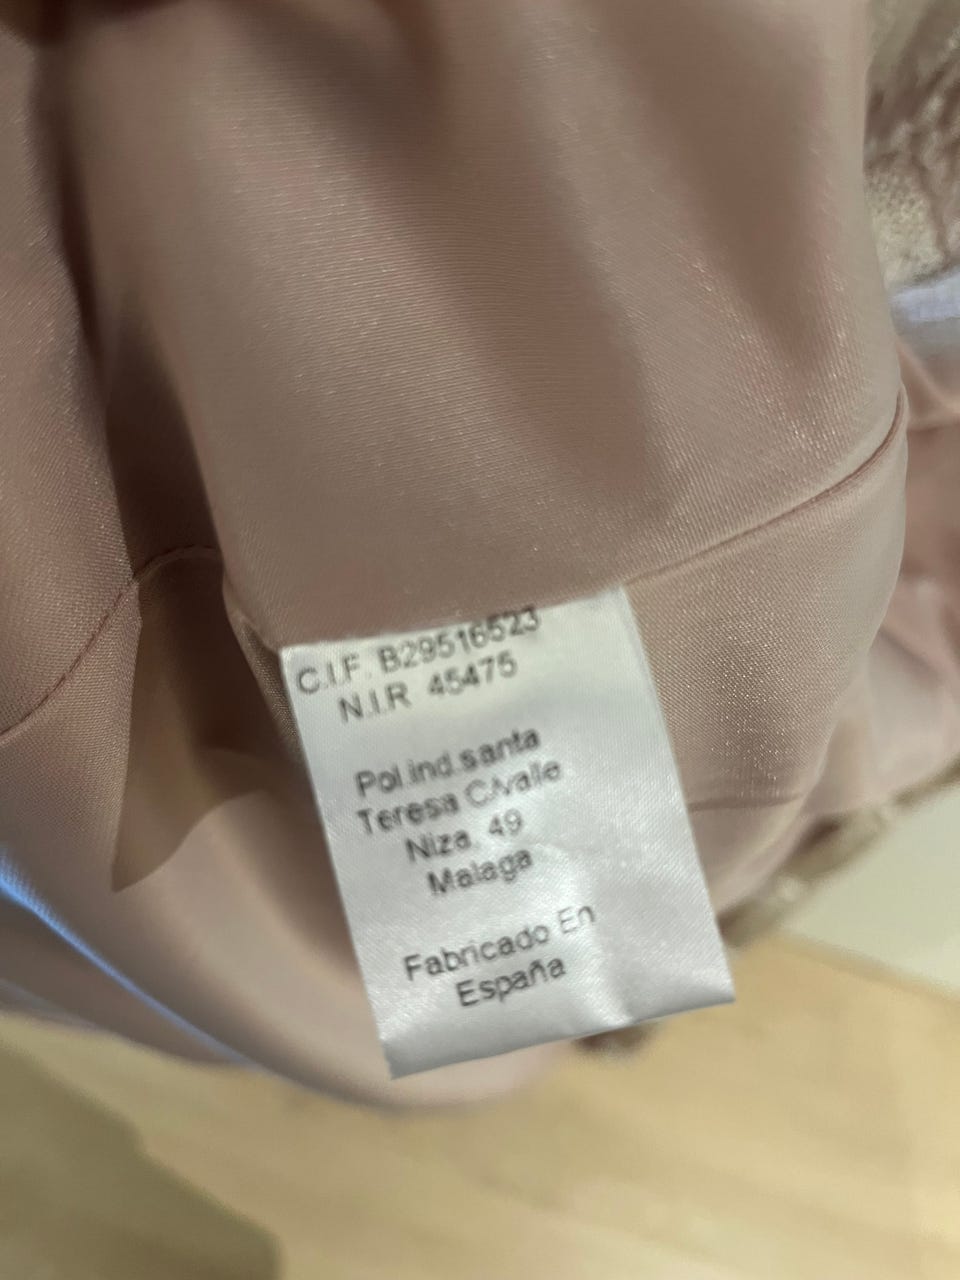 C.I.F. B29516523
N.I.R 45475
Pol.ind.santa
Teresa C/valle
Niza. 49
Malaga
Fabricado En
España